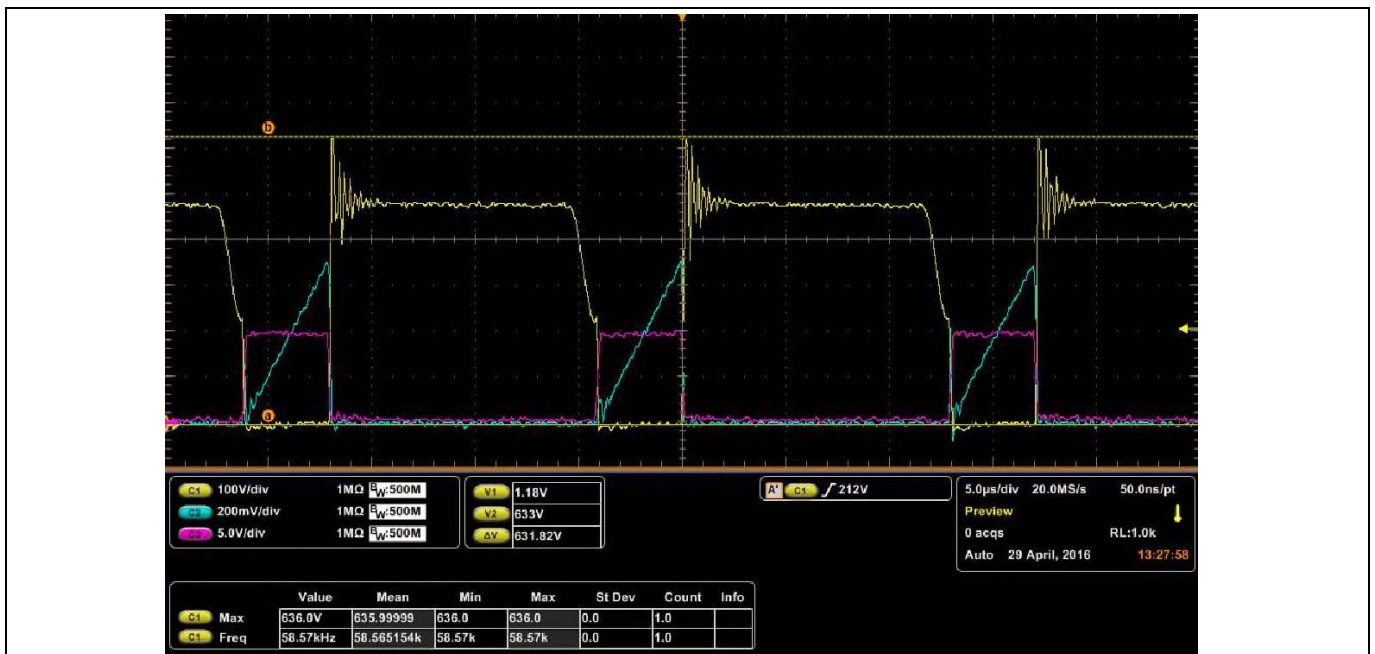 b
a
C1 100V/div 1MΩ BW:500M
C2 200mV/div 1MΩ BW:500M
C3 5.0V/div 1MΩ BW:500M
V1 1.18V
V2 633V
ΔV 631.82V
A' C1 212V
5.0µs/div 20.0MS/s 50.0ns/pt
Preview
0 acqs RL:1.0k
Auto 29 April, 2016 13:27:58
Value Mean Min Max St Dev Count Info
C1 Max 636.0V 635.99999 636.0 636.0 0.0 1.0
C1 Freq 58.57kHz 58.565154k 58.57k 58.57k 0.0 1.0